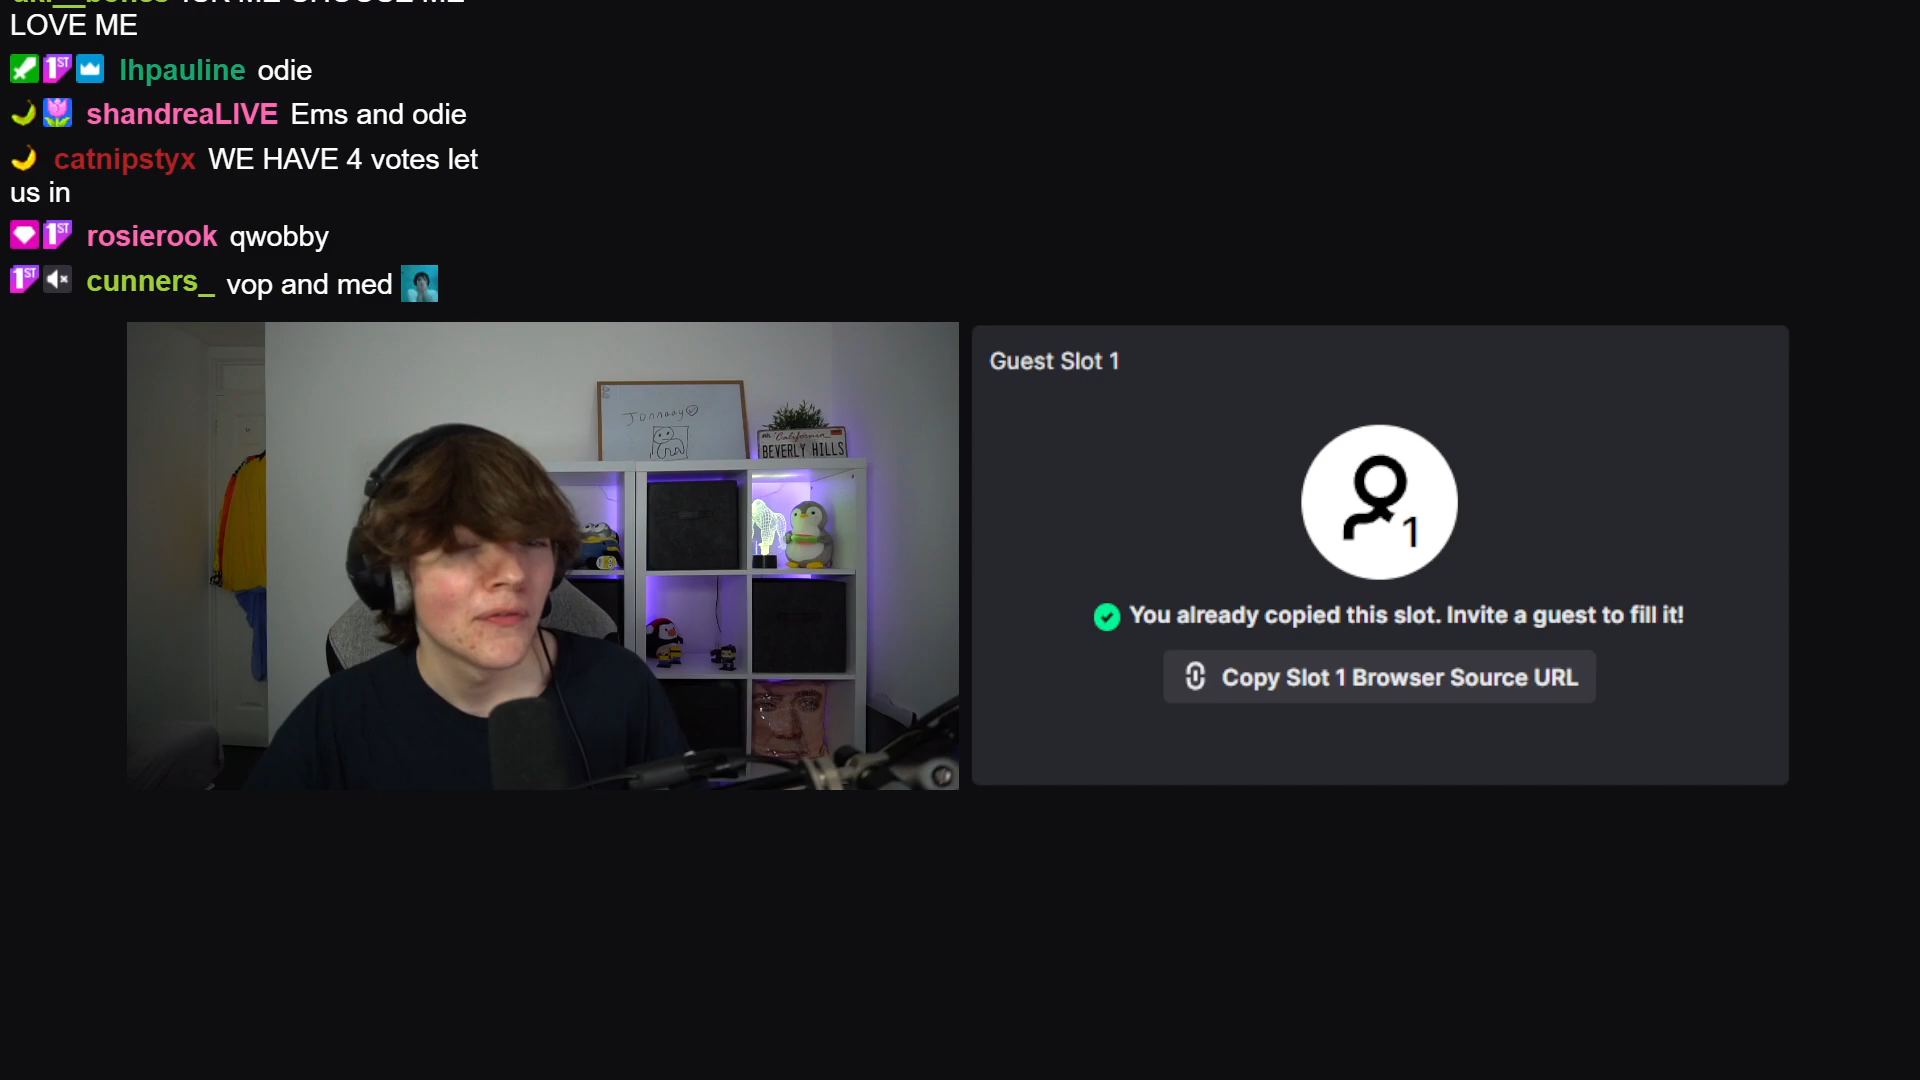 LOVE ME
lhpauline odie
shandreaLIVE Ems and odie
catnipstyx WE HAVE 4 votes let
us in
rosierook qwobby
cunners_ vop and med
Jonnaay
California
BEVERLY HILLS
Guest Slot 1
1
You already copied this slot. Invite a guest to fill it!
Copy Slot 1 Browser Source URL